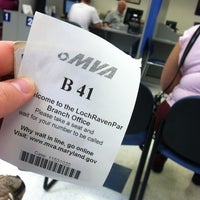 MVA
B 41
Welcome to the LochRavenPar
Branch Office
Please take a seat and
wait for your number to be called
Why wait in line, go online
Visit: www.mva.maryland.gov